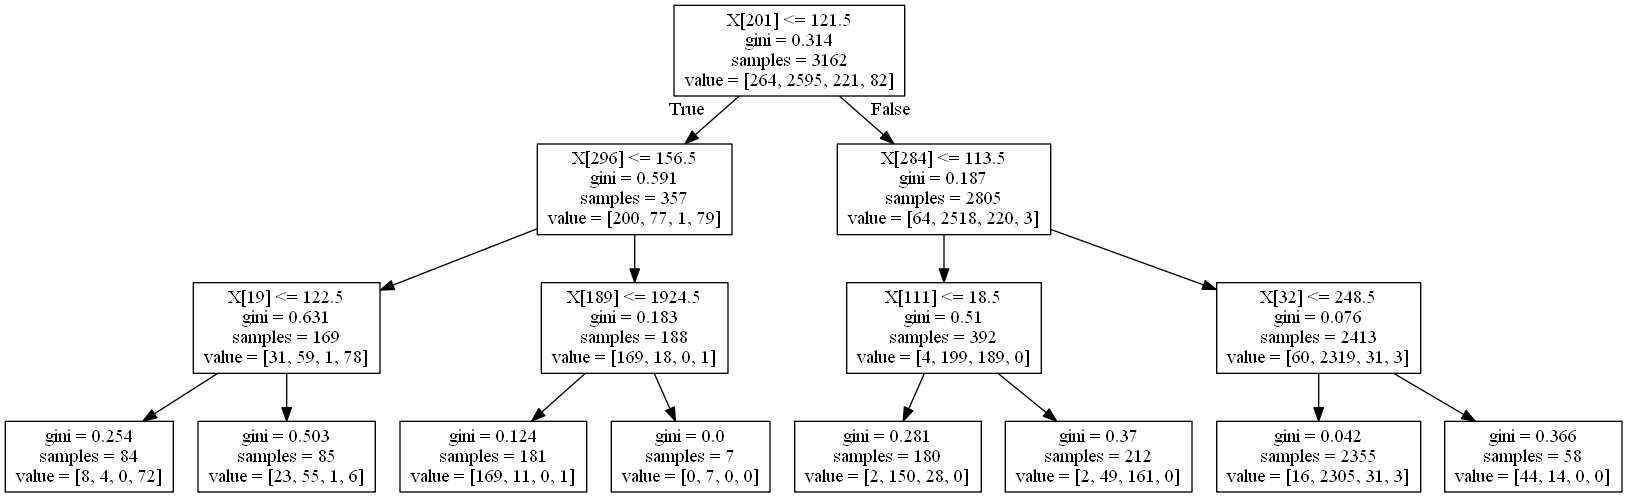 X[201] <= 121.5
gini = 0.314
samples = 3162
value = [264, 2595, 221, 82]
True
False
X[296] <= 156.5
gini = 0.591
samples = 357
value = [200, 77, 1, 79]
X[284] <= 113.5
gini = 0.187
samples = 2805
value = [64, 2518, 220, 3]
X[19] <= 122.5
gini = 0.631
samples = 169
value = [31, 59, 1, 78]
X[189] <= 1924.5
gini = 0.183
samples = 188
value = [169, 18, 0, 1]
X[111] <= 18.5
gini = 0.51
samples = 392
value = [4, 199, 189, 0]
X[32] <= 248.5
gini = 0.076
samples = 2413
value = [60, 2319, 31, 3]
gini = 0.254
samples = 84
value = [8, 4, 0, 72]
gini = 0.503
samples = 85
value = [23, 55, 1, 6]
gini = 0.124
samples = 181
value = [169, 11, 0, 1]
gini = 0.0
samples = 7
value = [0, 7, 0, 0]
gini = 0.281
samples = 180
value = [2, 150, 28, 0]
gini = 0.37
samples = 212
value = [2, 49, 161, 0]
gini = 0.042
samples = 2355
value = [16, 2305, 31, 3]
gini = 0.366
samples = 58
value = [44, 14, 0, 0]